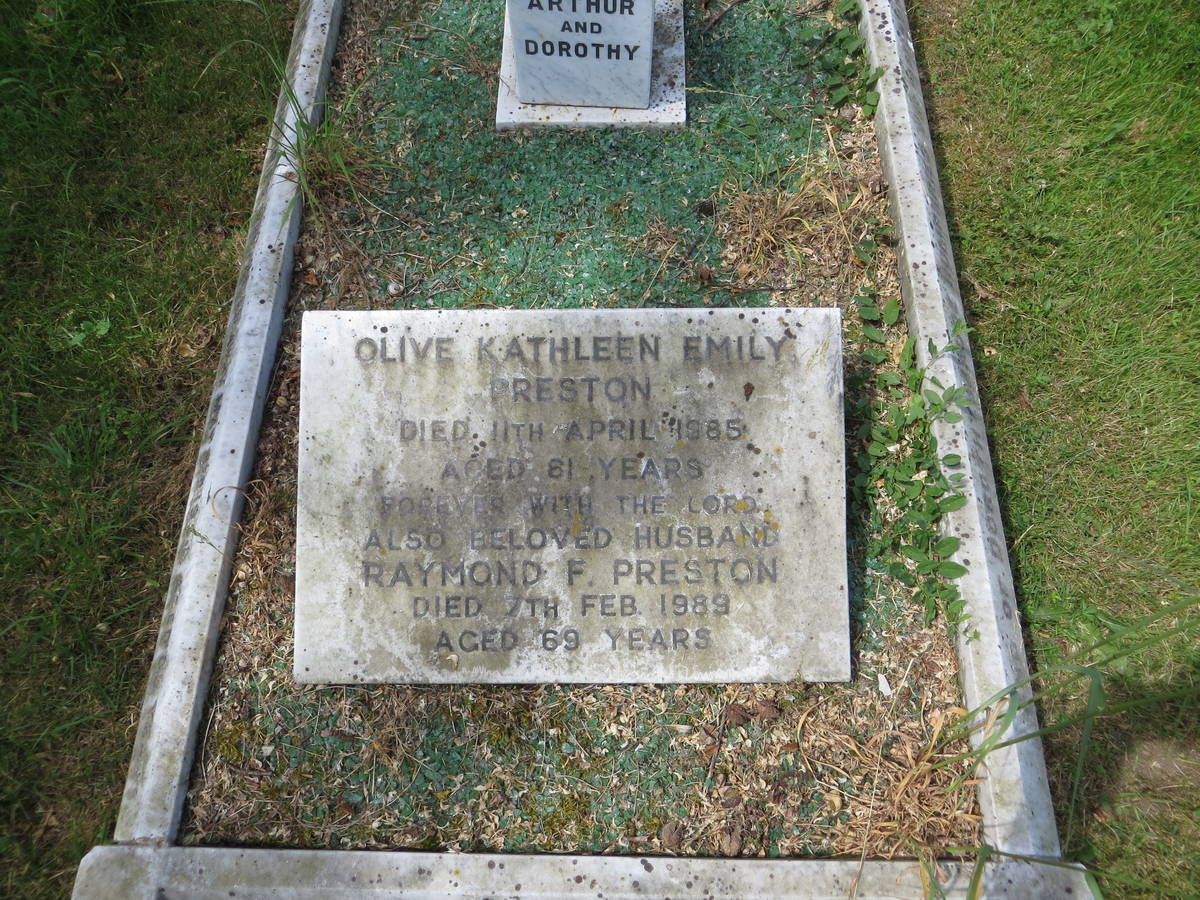 ARTHUR
AND
DOROTHY
OLIVE KATHLEEN EMILY
PRESTON
DIED 11TH APRIL 1985
AGED 81 YEARS
FOREVER WITH THE LORD.
ALSO BELOVED HUSBAND
RAYMOND F. PRESTON
DIED 7TH FEB. 1989
AGED 69 YEARS